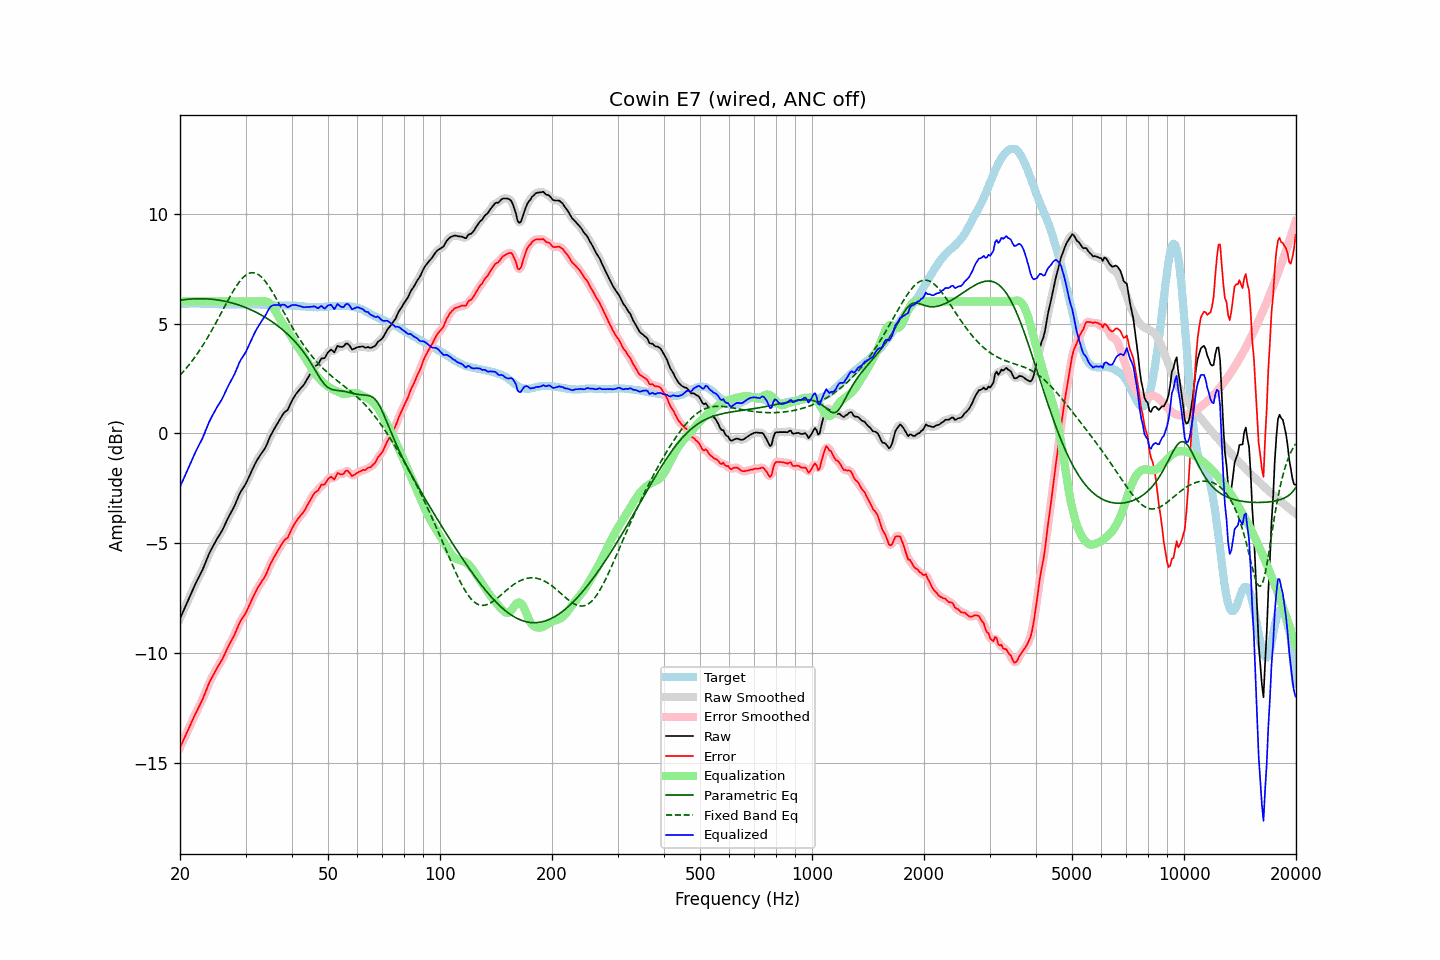 Cowin E7 (wired, ANC off)
Amplitude (dBr)
10
5
0
−5
−10
−15
Target
Raw Smoothed
Error Smoothed
Raw
Error
Equalization
Parametric Eq
Fixed Band Eq
Equalized
20 50 100 200 500 1000 2000 5000 10000 20000
Frequency (Hz)